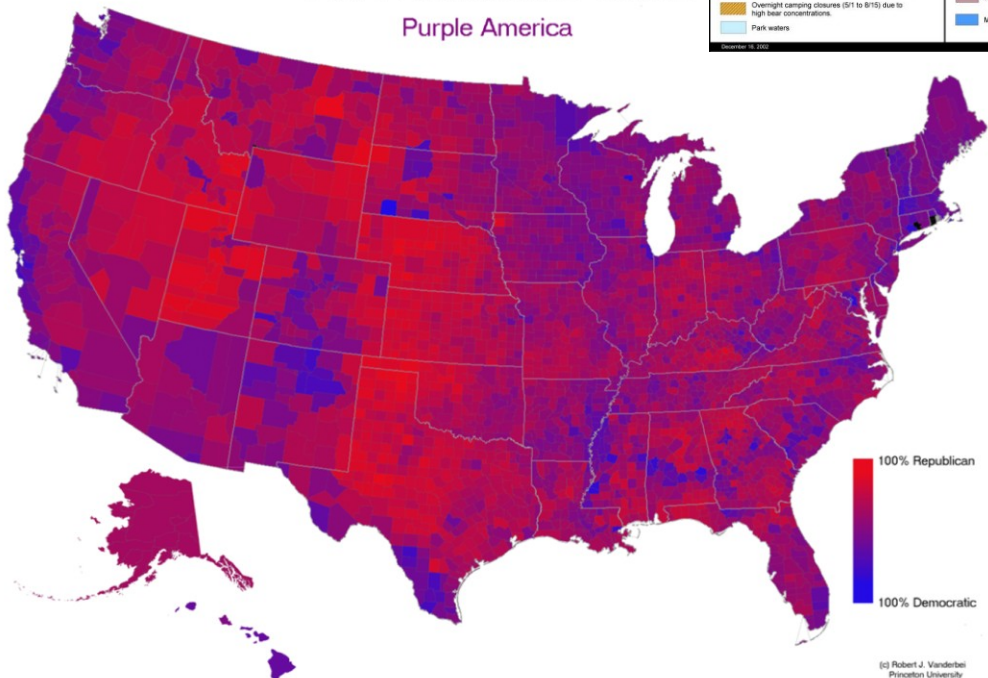 Purple America
Overnight camping closures (5/1 to 8/15) due to
high bear concentrations.
Park waters
M
December 16, 2002
100% Republican
100% Democratic
(c) Robert J. Vanderbei
Princeton University